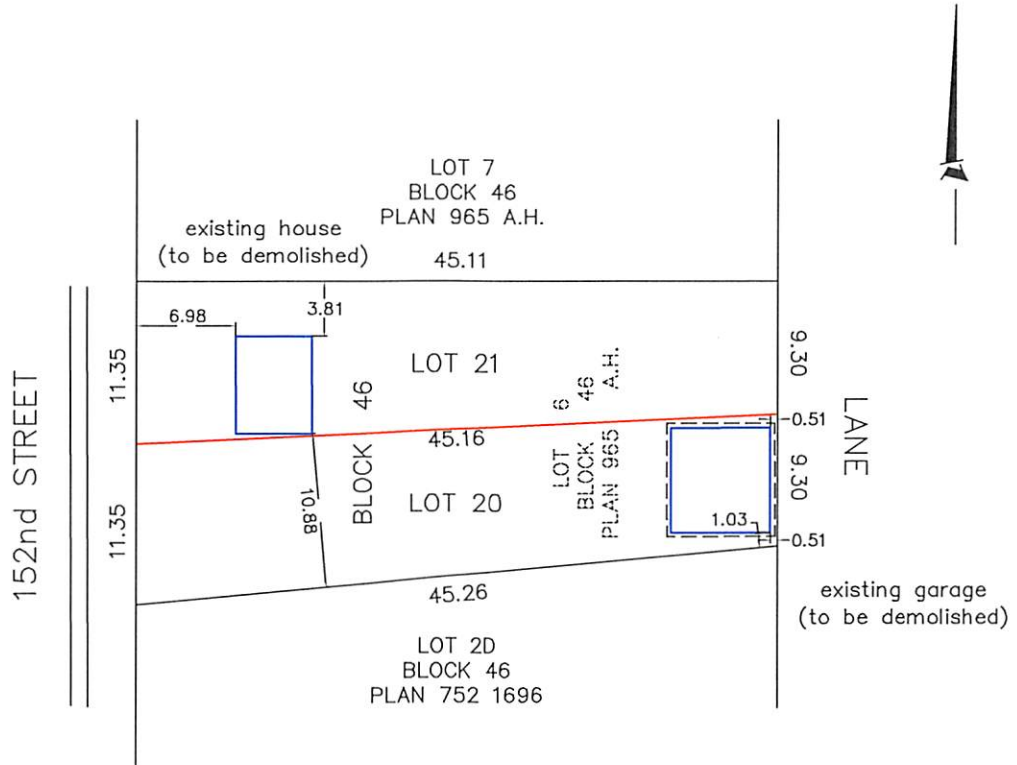 LOT 7
BLOCK 46
PLAN 965 A.H.
existing house
(to be demolished)
45.11
6.98
3.81
11.35
LOT 21
BLOCK 46
LOT 6
BLOCK 46
PLAN 965 A.H.
9.30
0.51
LANE
152nd STREET
45.16
10.88
LOT 20
9.30
1.03
0.51
11.35
45.26
existing garage
(to be demolished)
LOT 2D
BLOCK 46
PLAN 752 1696